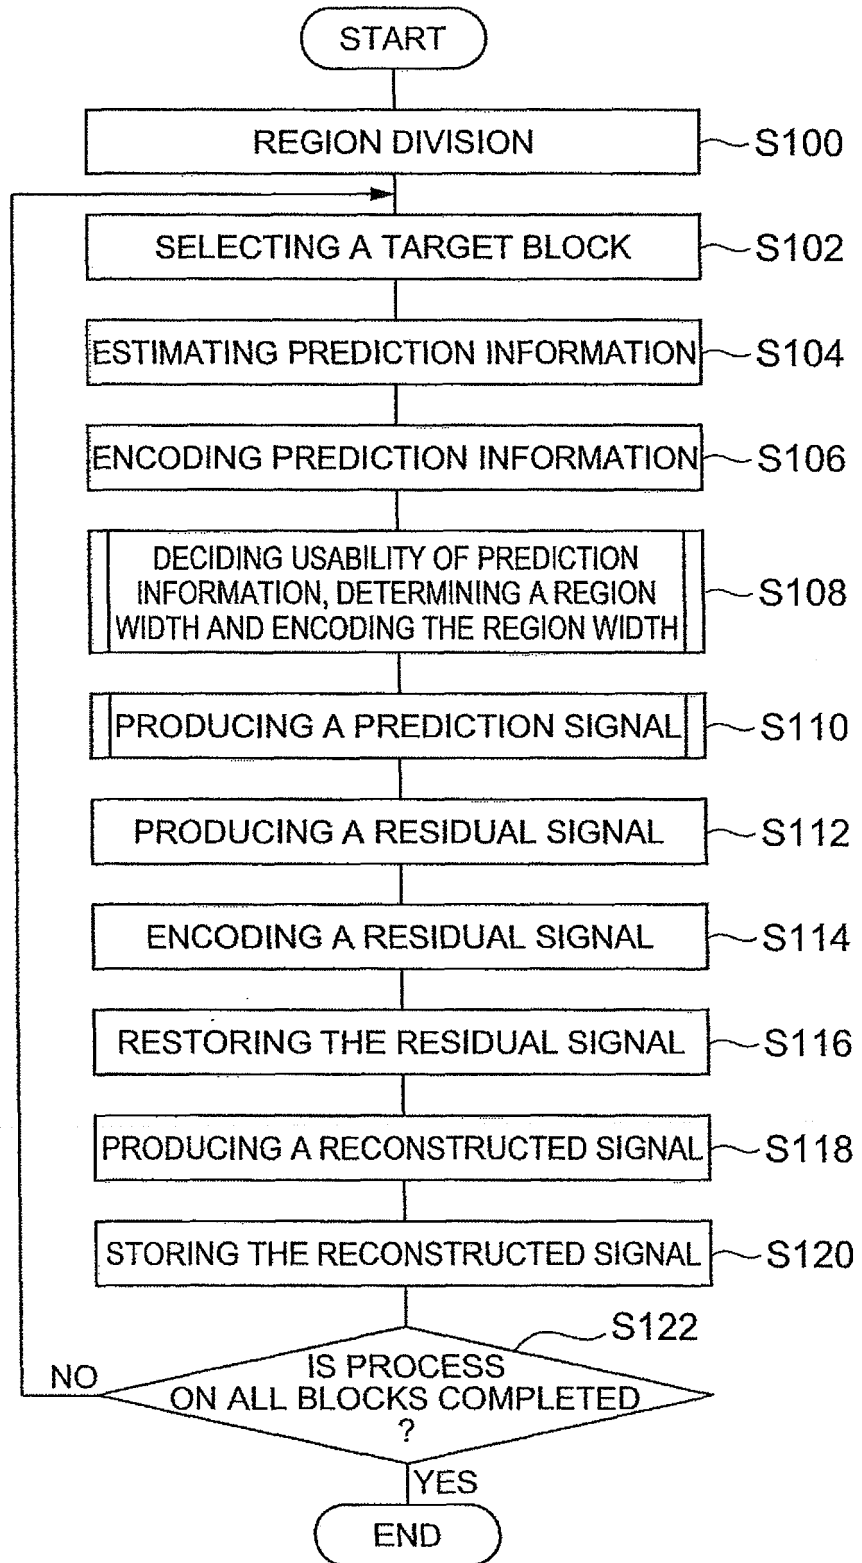 START
REGION DIVISION
S100
SELECTING A TARGET BLOCK
S102
ESTIMATING PREDICTION INFORMATION
S104
ENCODING PREDICTION INFORMATION
S106
DECIDING USABILITY OF PREDICTION
INFORMATION, DETERMINING A REGION
WIDTH AND ENCODING THE REGION WIDTH
S108
PRODUCING A PREDICTION SIGNAL
S110
PRODUCING A RESIDUAL SIGNAL
S112
ENCODING A RESIDUAL SIGNAL
S114
RESTORING THE RESIDUAL SIGNAL
S116
PRODUCING A RECONSTRUCTED SIGNAL
S118
STORING THE RECONSTRUCTED SIGNAL
S120
S122
IS PROCESS
ON ALL BLOCKS COMPLETED
?
NO
YES
END